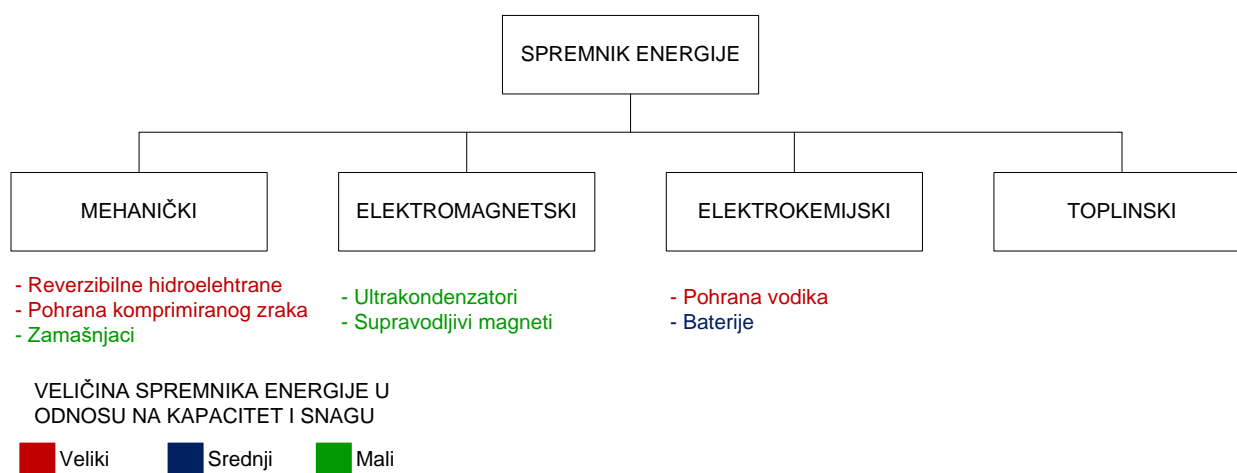 SPREMNIK ENERGIJE
MEHANIČKI
ELEKTROMAGNETSKI
ELEKTROKEMIJSKI
TOPLINSKI
- Reverzibilne hidroelehtrane
- Pohrana komprimiranog zraka
- Zamašnjaci
- Ultrakondenzatori
- Supravodljivi magneti
- Pohrana vodika
- Baterije
VELIČINA SPREMNIKA ENERGIJE U
ODNOSU NA KAPACITET I SNAGU
Veliki
Srednji
Mali